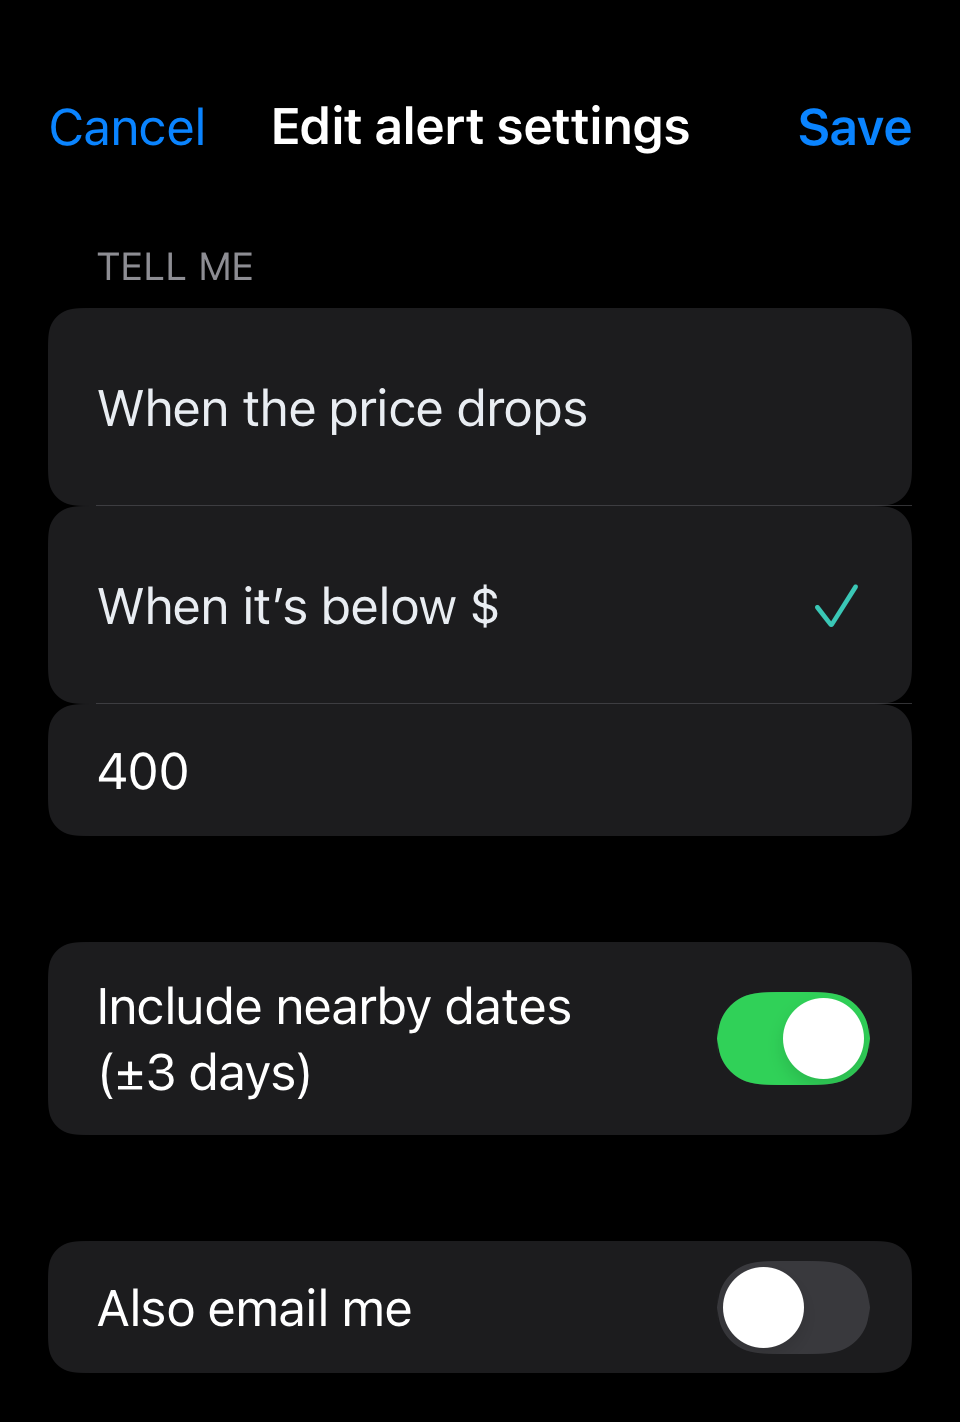 Cancel Edit alert settings Save
TELL ME
When the price drops
When it’s below $
400
Include nearby dates
(±3 days)
Also email me